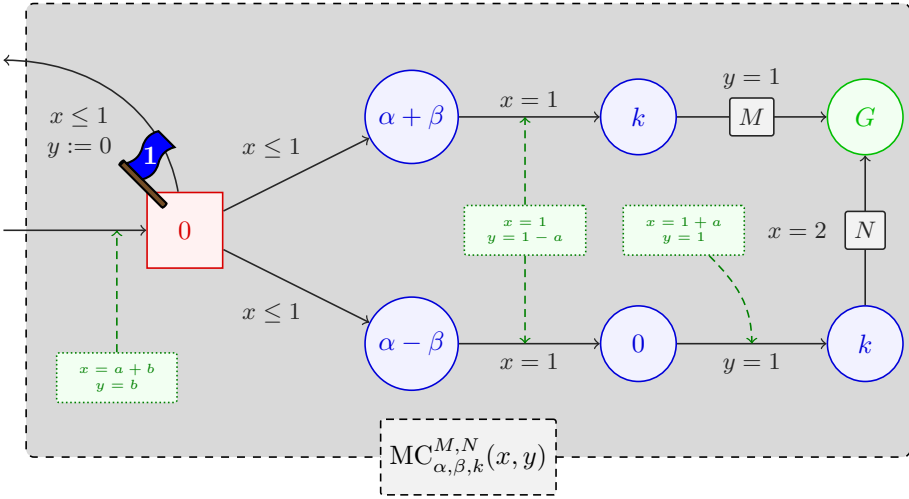 x ≤ 1
y := 0
1
0
x = a + b
y = b
x ≤ 1
x ≤ 1
α + β
x = 1
k
y = 1
M
G
x = 1
y = 1 − a
x = 1 + a
y = 1
x = 2
N
α − β
x = 1
0
y = 1
k
MC^{M,N}_{α,β,k}(x, y)